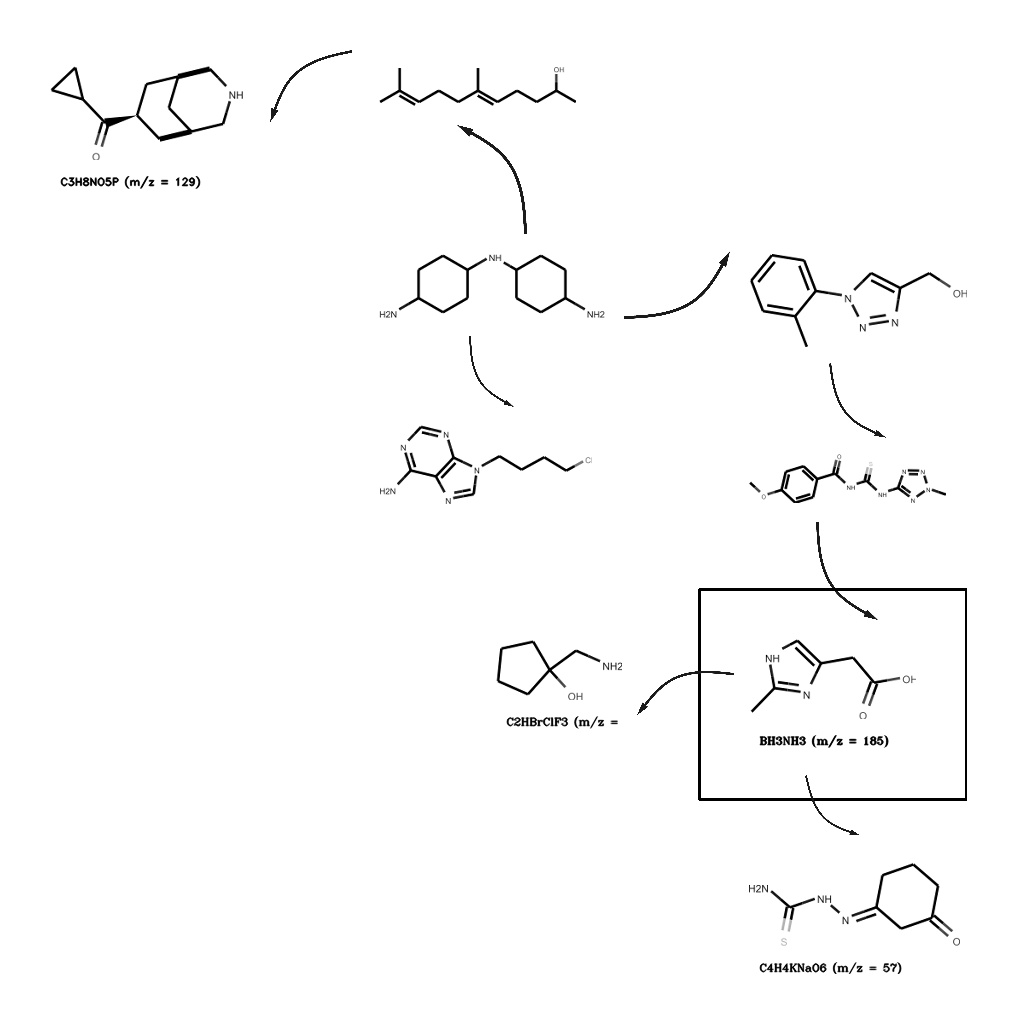 OH
NH
O
C3H8NO5P (m/z = 129)
NH
H2N
NH2
N
N
N
OH
N
N
N
N
N
H2N
Cl
O
O
NH
S
NH
N
N
N
N
NH2
OH
C2HBrClF3 (m/z =
NH
N
OH
O
BH3NH3 (m/z = 185)
H2N
NH
N
S
O
C4H4KNaO6 (m/z = 57)